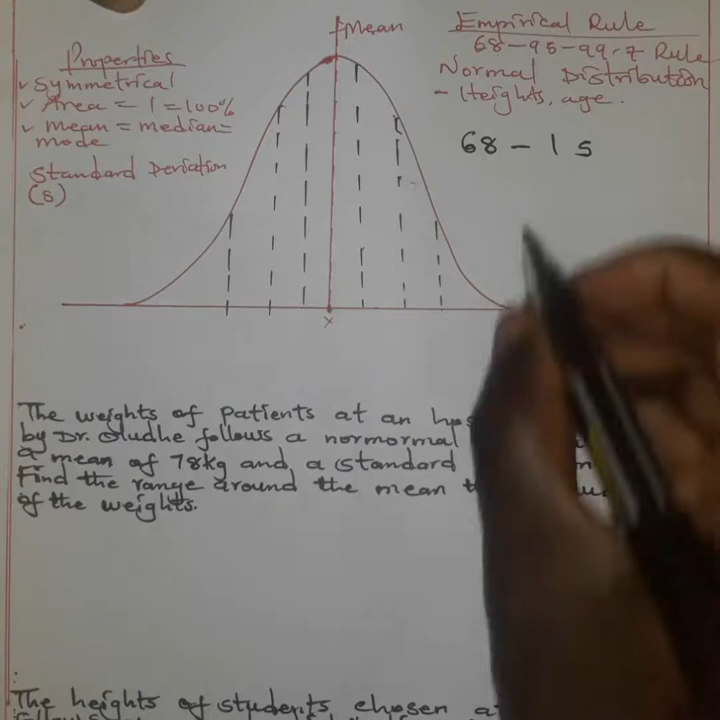 Mean
Empirical Rule
68-95-99.7 Rule
Normal Distribution
- Heights, age.
68 - 1 s
Properties
✓ Symmetrical
✓ Area = 1 = 100%
✓ mean = median =
mode
Standard Deviation
(s)
x
The weights of patients at an
by Dr. Oludhe follows a normormal
a mean of 78kg and a standard
Find the range around the mean
of the weights.
The heights of students chosen